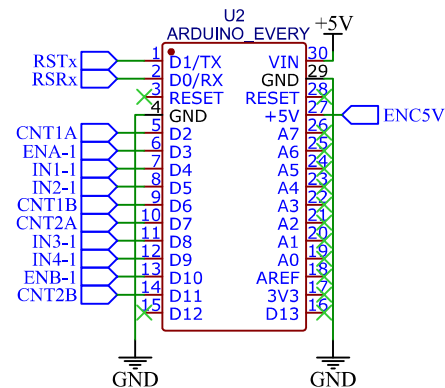 U2
ARDUINO_EVERY
+5V
RSTx 1 D1/TX VIN 30
RSRx 2 D0/RX GND 29
3 RESET RESET 28
4 GND +5V 27 ENC5V
CNT1A 5 D2 A7 26
ENA-1 6 D3 A6 25
IN1-1 7 D4 A5 24
IN2-1 8 D5 A4 23
CNT1B 9 D6 A3 22
CNT2A 10 D7 A2 21
IN3-1 11 D8 A1 20
IN4-1 12 D9 A0 19
ENB-1 13 D10 AREF 18
CNT2B 14 D11 3V3 17
15 D12 D13 16
GND GND